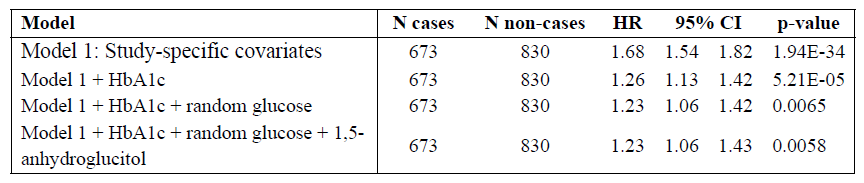 Model N cases N non-cases HR 95% CI p-value
Model 1: Study-specific covariates 673 830 1.68 1.54 1.82 1.94E-34
Model 1 + HbA1c 673 830 1.26 1.13 1.42 5.21E-05
Model 1 + HbA1c + random glucose 673 830 1.23 1.06 1.42 0.0065
Model 1 + HbA1c + random glucose + 1,5-
anhydroglucitol 673 830 1.23 1.06 1.43 0.0058